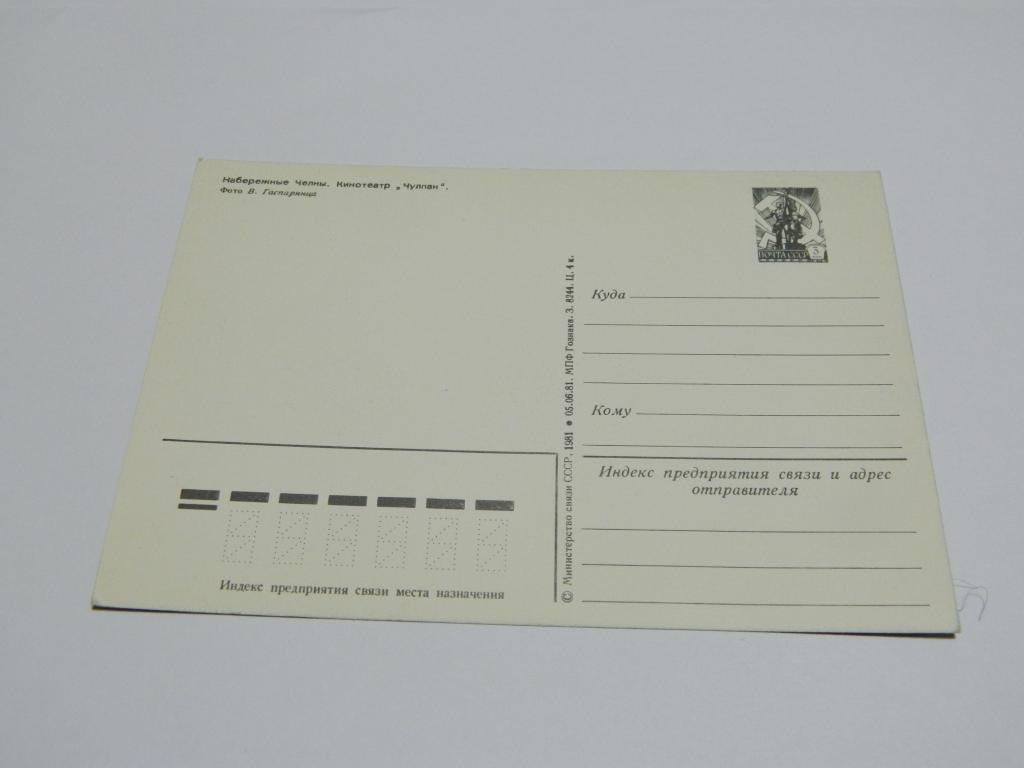 Набережные Челны. Кинотеатр „Чулпан“.
Фото В. Гаспарянца
ПОЧТА СССР 3
Куда
Кому
Индекс предприятия связи и адрес
отправителя
© Министерство связи СССР, 1981 ● 05.06.81. МПФ Гознака. З. 8244. Ц. 4 к.
Индекс предприятия связи места назначения